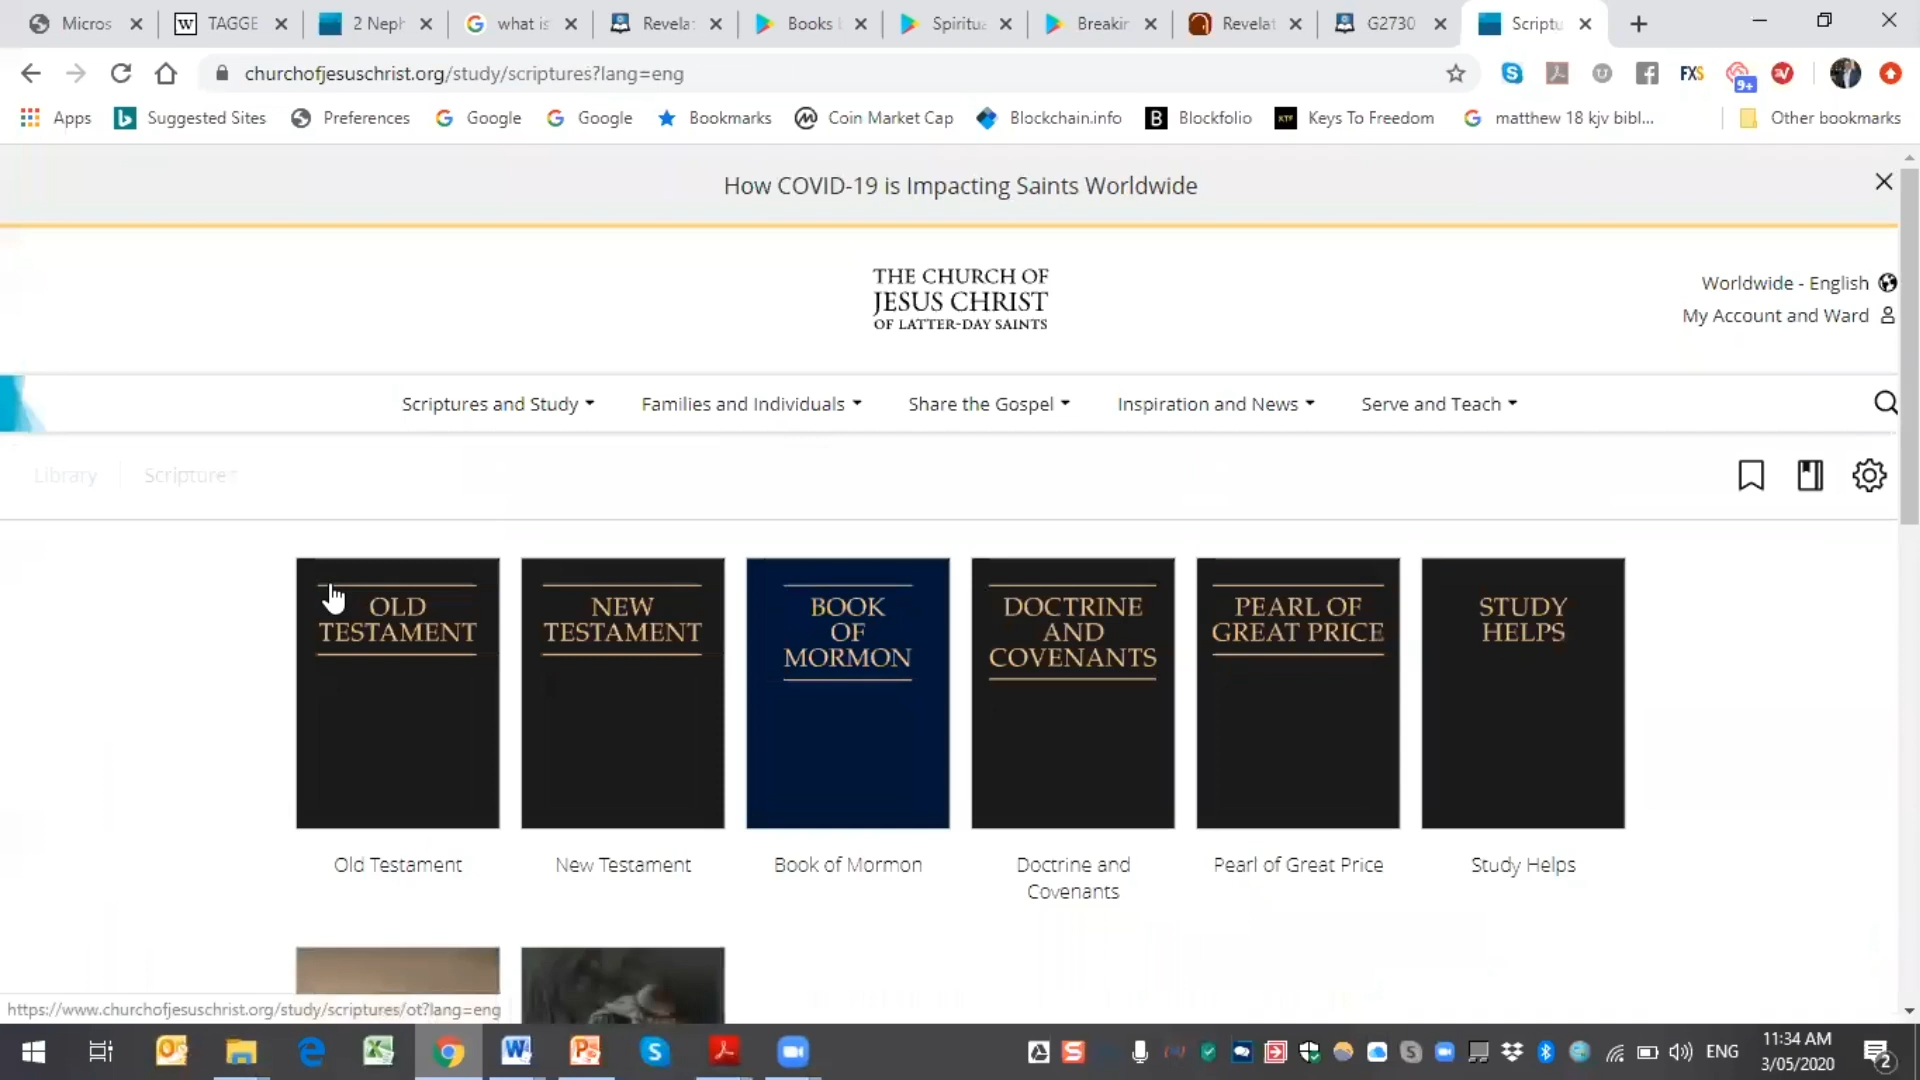 Micros
TAGGE
2 Neph
what is
Revela
Books
Spiritua
Breakin
Revelat
G2730
Scriptu
churchofjesuschrist.org/study/scriptures?lang=eng
FXS
9+
Apps
Suggested Sites
Preferences
Google
Google
Bookmarks
Coin Market Cap
Blockchain.info
Blockfolio
Keys To Freedom
matthew 18 kjv bibl...
Other bookmarks
How COVID-19 is Impacting Saints Worldwide
THE CHURCH OF
JESUS CHRIST
OF LATTER-DAY SAINTS
Worldwide - English
My Account and Ward
Scriptures and Study
Families and Individuals
Share the Gospel
Inspiration and News
Serve and Teach
Library
Scriptures
OLD
TESTAMENT
NEW
TESTAMENT
BOOK
OF
MORMON
DOCTRINE
AND
COVENANTS
PEARL OF
GREAT PRICE
STUDY
HELPS
Old Testament
New Testament
Book of Mormon
Doctrine and
Covenants
Pearl of Great Price
Study Helps
https://www.churchofjesuschrist.org/study/scriptures/ot?lang=eng
ENG
11:34 AM
3/05/2020
2